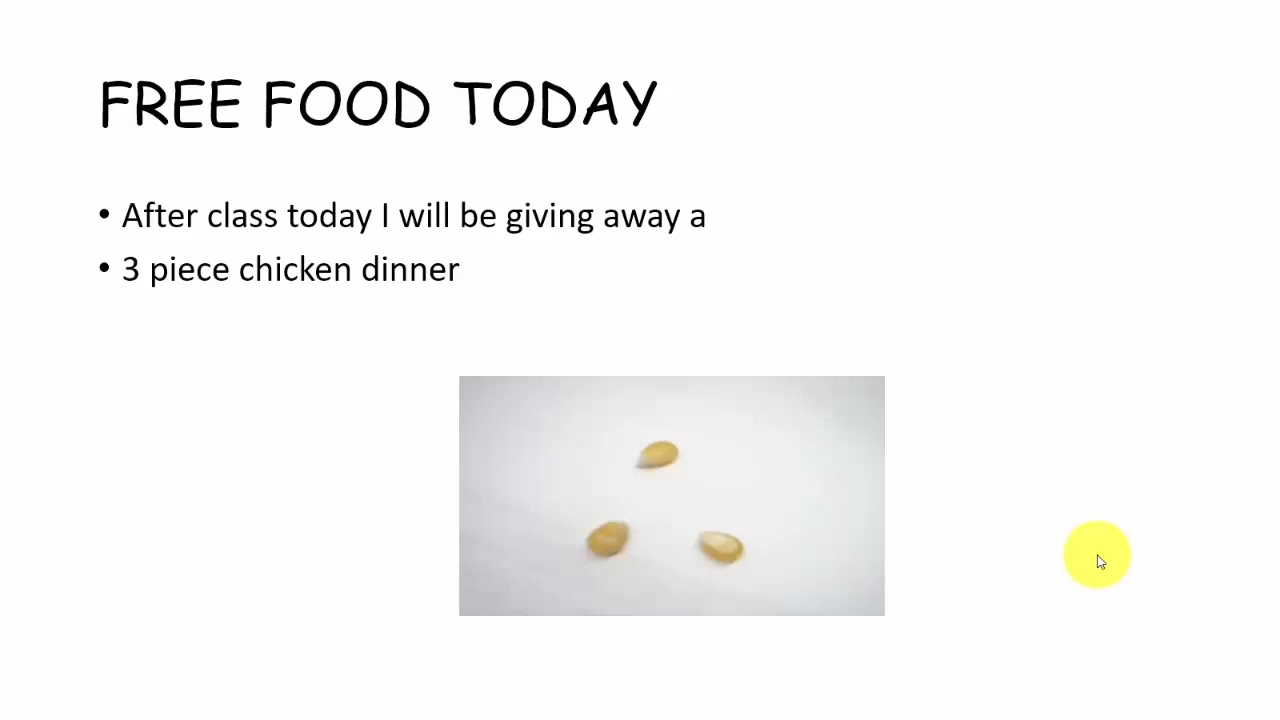 FREE FOOD TODAY
• After class today I will be giving away a
• 3 piece chicken dinner